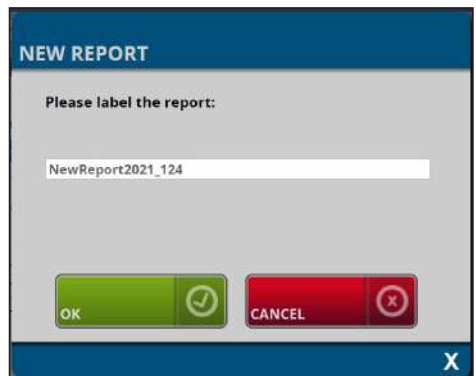 NEW REPORT
Please label the report:
NewReport2021_124
OK
CANCEL
X